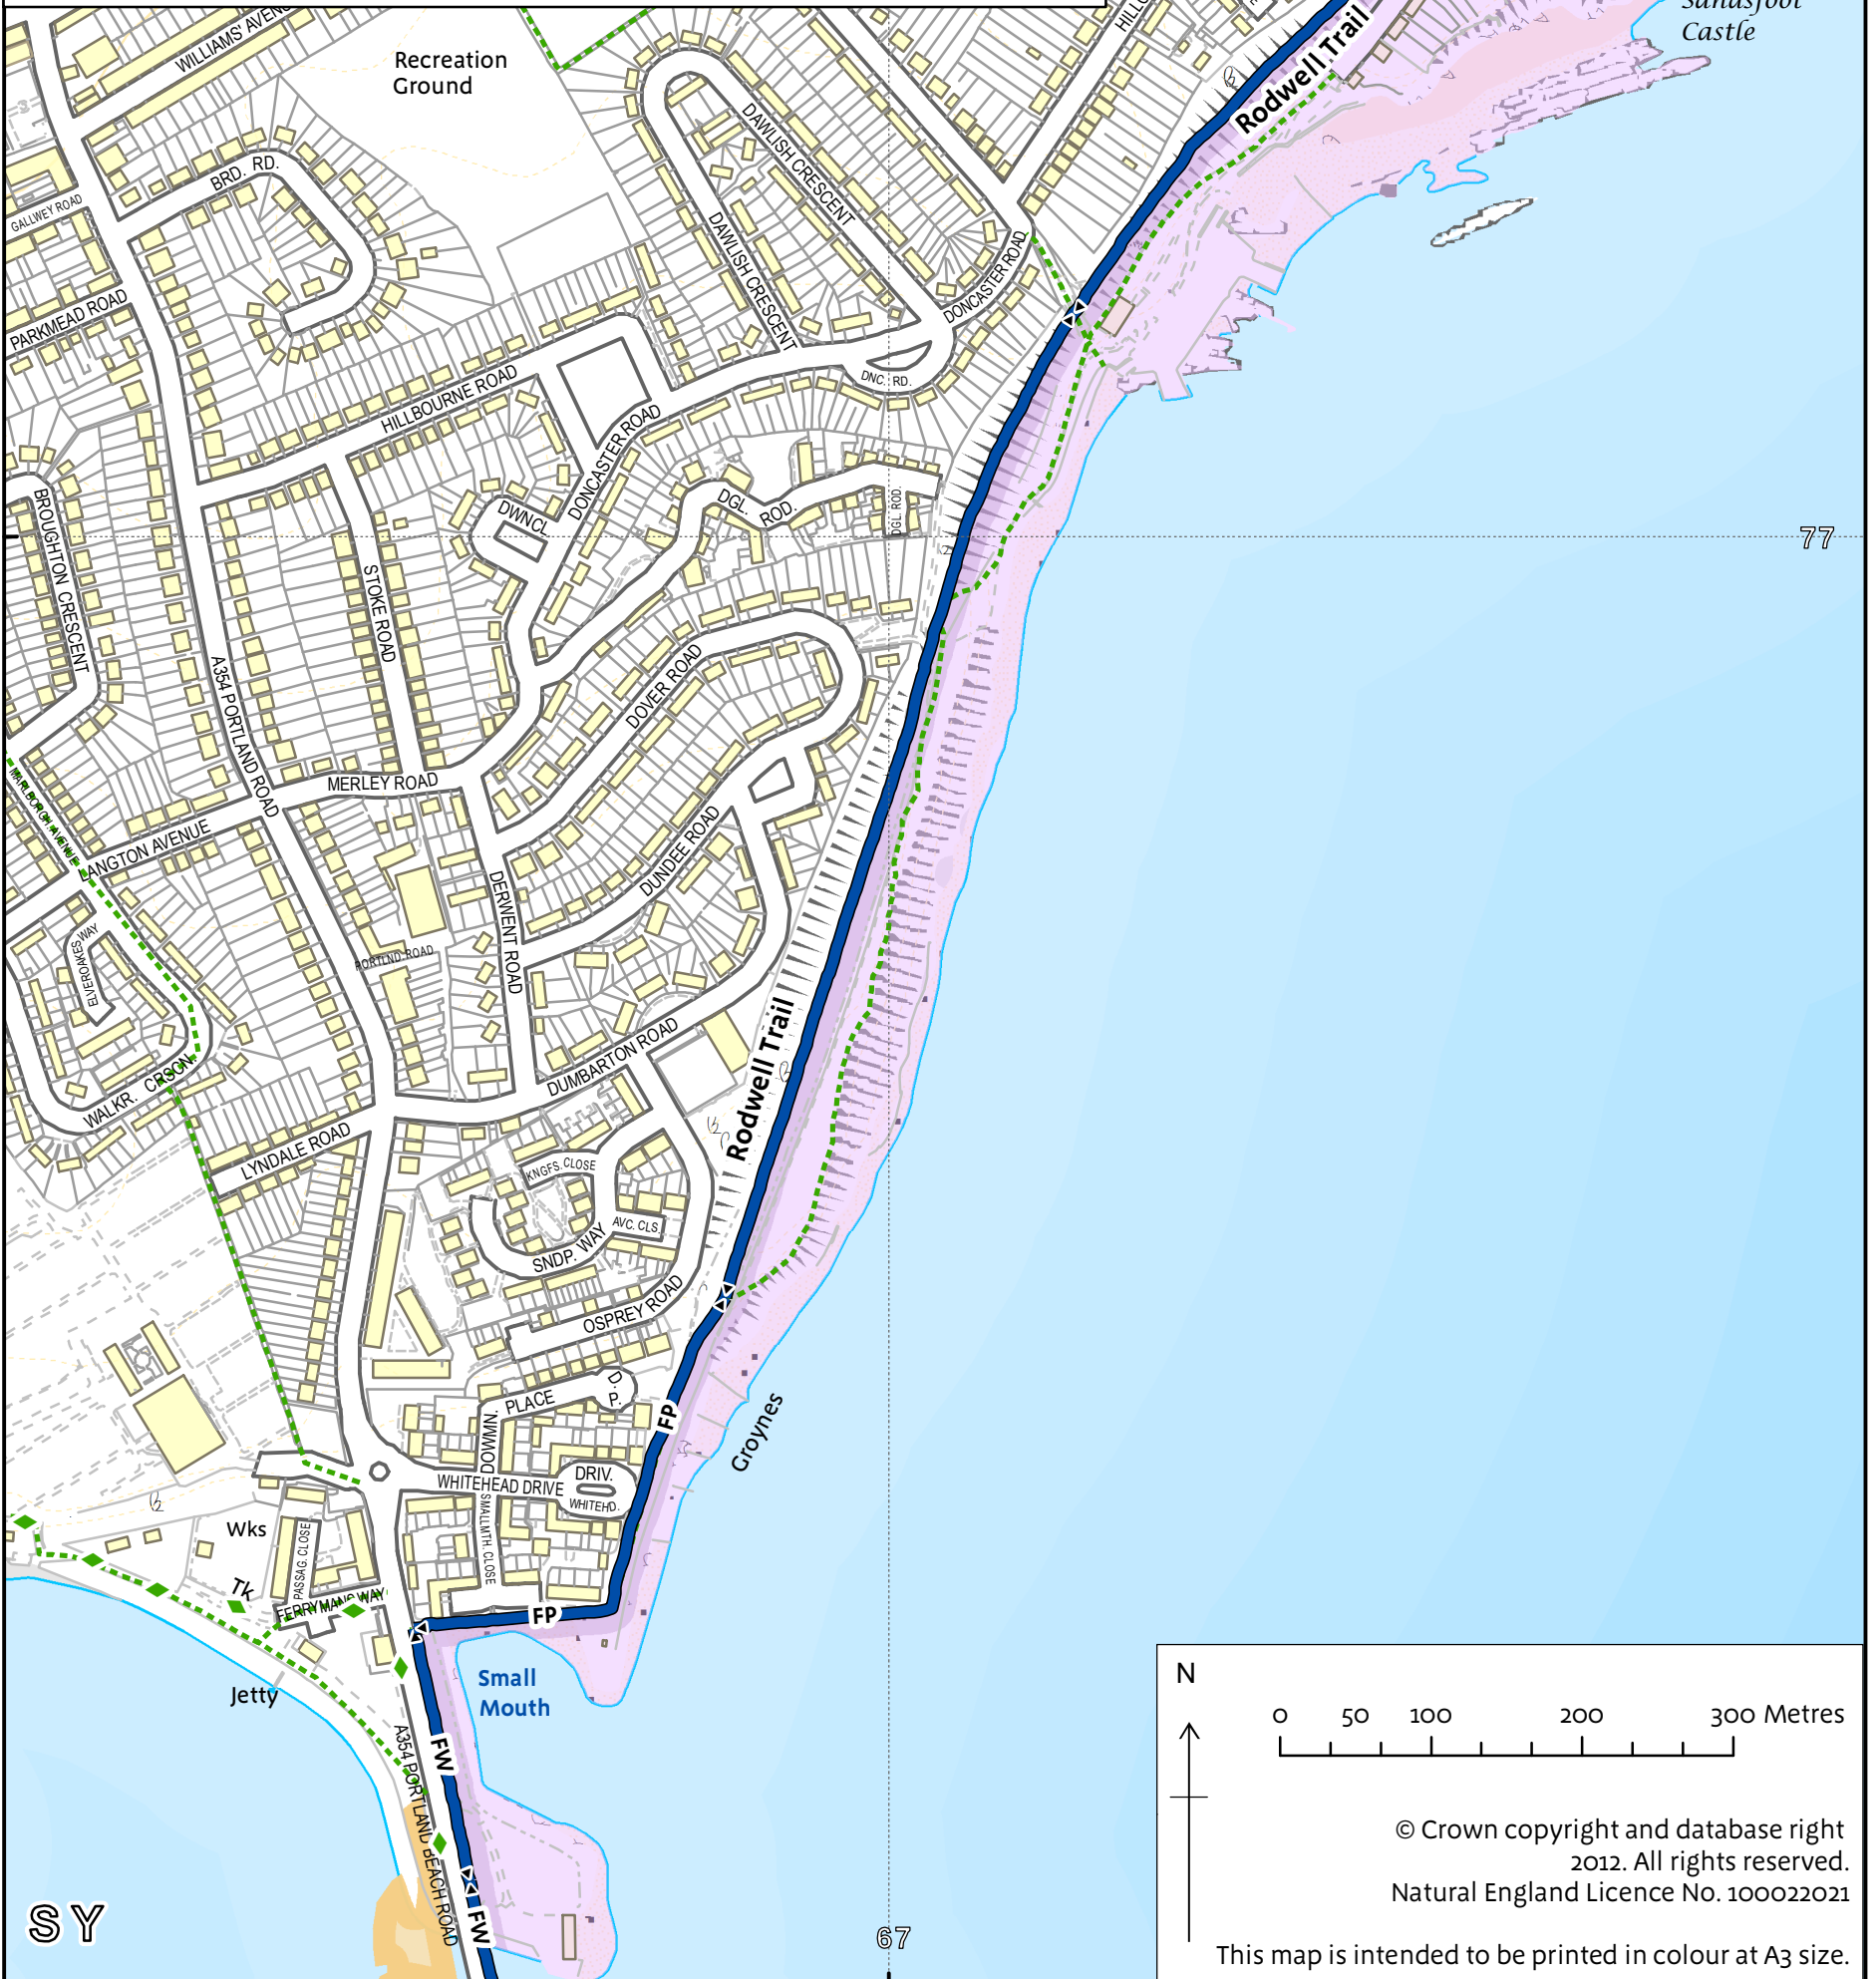 Sandsfoot
Castle
WILLIAMS' AVENU
Recreation
Ground
HILLC
Rodwell Trail
BRD. RD.
GALLWEY ROAD
DAWLISH CRESCENT
DAWLISH CRESCENT
DONCASTER ROAD
PARKMEAD ROAD
DNC. RD.
HILLBOURNE ROAD
DONCASTER ROAD
DWNCL
DGL. ROD.
DGL. ROD.
77
BROUGHTON CRESCENT
STOKE ROAD
A354 PORTLAND ROAD
DOVER ROAD
MERLEY ROAD
MARLBORGH. AVENUE
LANGTON AVENUE
DUNDEE ROAD
DERWENT ROAD
ELVEROAKES WAY
PORTLND. ROAD
Rodwell Trail
DUMBARTON ROAD
WALKR. CRSCN.
LYNDALE ROAD
KNGFS. CLOSE
AVC. CLS.
SNDP. WAY
OSPREY ROAD
D.
P.
PLACE
DOWNN.
FP
Groynes
WHITEHEAD DRIVE
DRIV.
WHITEHD.
SMALLMTH. CLOSE
Wks
PASSAG. CLOSE
Tk
FERRYMANS WAY
FP
Jetty
Small
Mouth
FW
A354 PORTLAND BEACH ROAD
FW
SY
67
N
0 50 100 200 300 Metres
© Crown copyright and database right
2012. All rights reserved.
Natural England Licence No. 100022021
This map is intended to be printed in colour at A3 size.